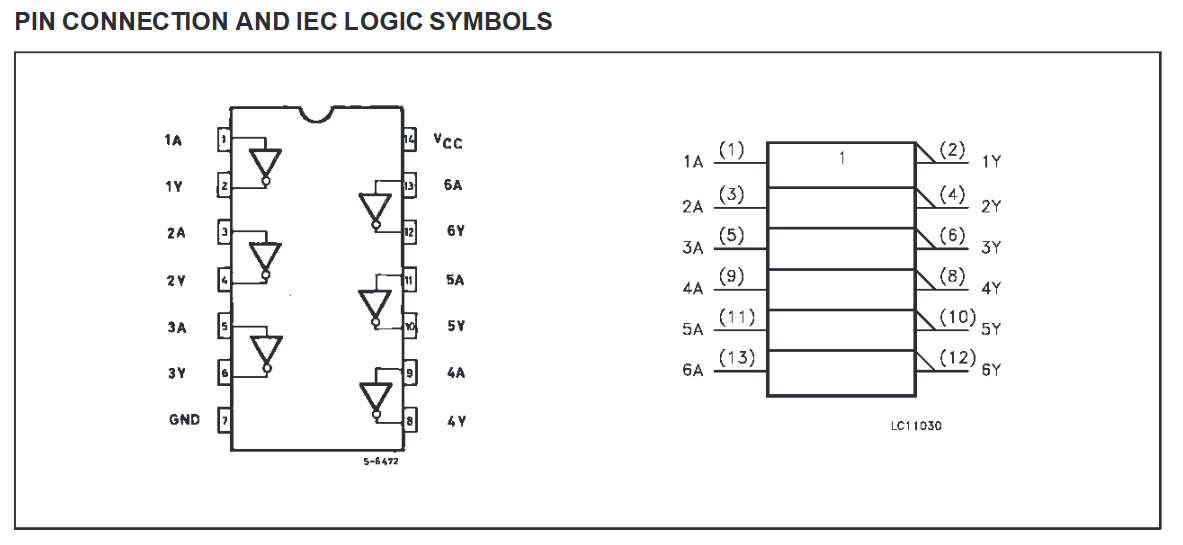 PIN CONNECTION AND IEC LOGIC SYMBOLS
1A 1 14 VCC
1Y 2 13 6A
2A 3 12 6Y
2Y 4 11 5A
3A 5 10 5Y
3Y 6 9 4A
GND 7 8 4Y
5-6472
1A (1) 1 (2) 1Y
2A (3) (4) 2Y
3A (5) (6) 3Y
4A (9) (8) 4Y
5A (11) (10) 5Y
6A (13) (12) 6Y
LC11030